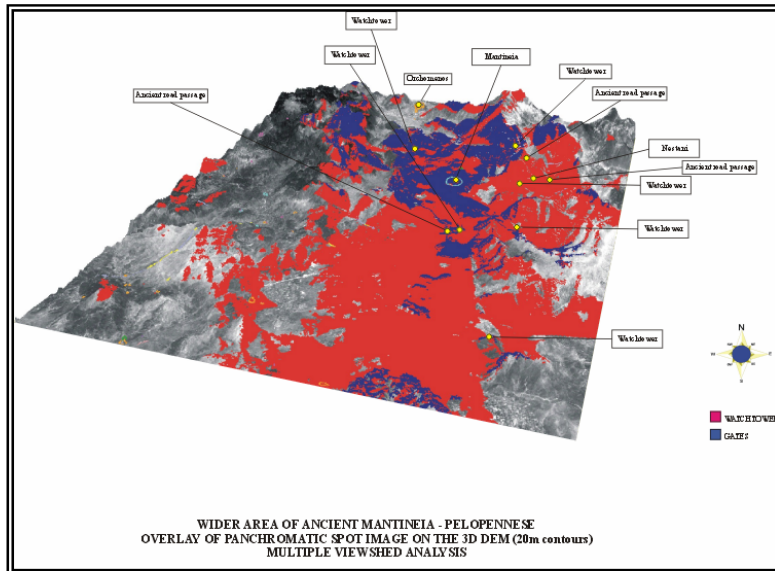 Watchtower
Watchtower
Mantineia
Orchomenos
Watchtower
Ancient road passage
Ancient road passage
Nestani
Ancient road passage
Watchtower
Watchtower
Watchtower
N
WATCHTOWER
GATES
WIDER AREA OF ANCIENT MANTINEIA - PELOPENNESE
OVERLAY OF PANCHROMATIC SPOT IMAGE ON THE 3D DEM (20m contours)
MULTIPLE VIEWSHED ANALYSIS